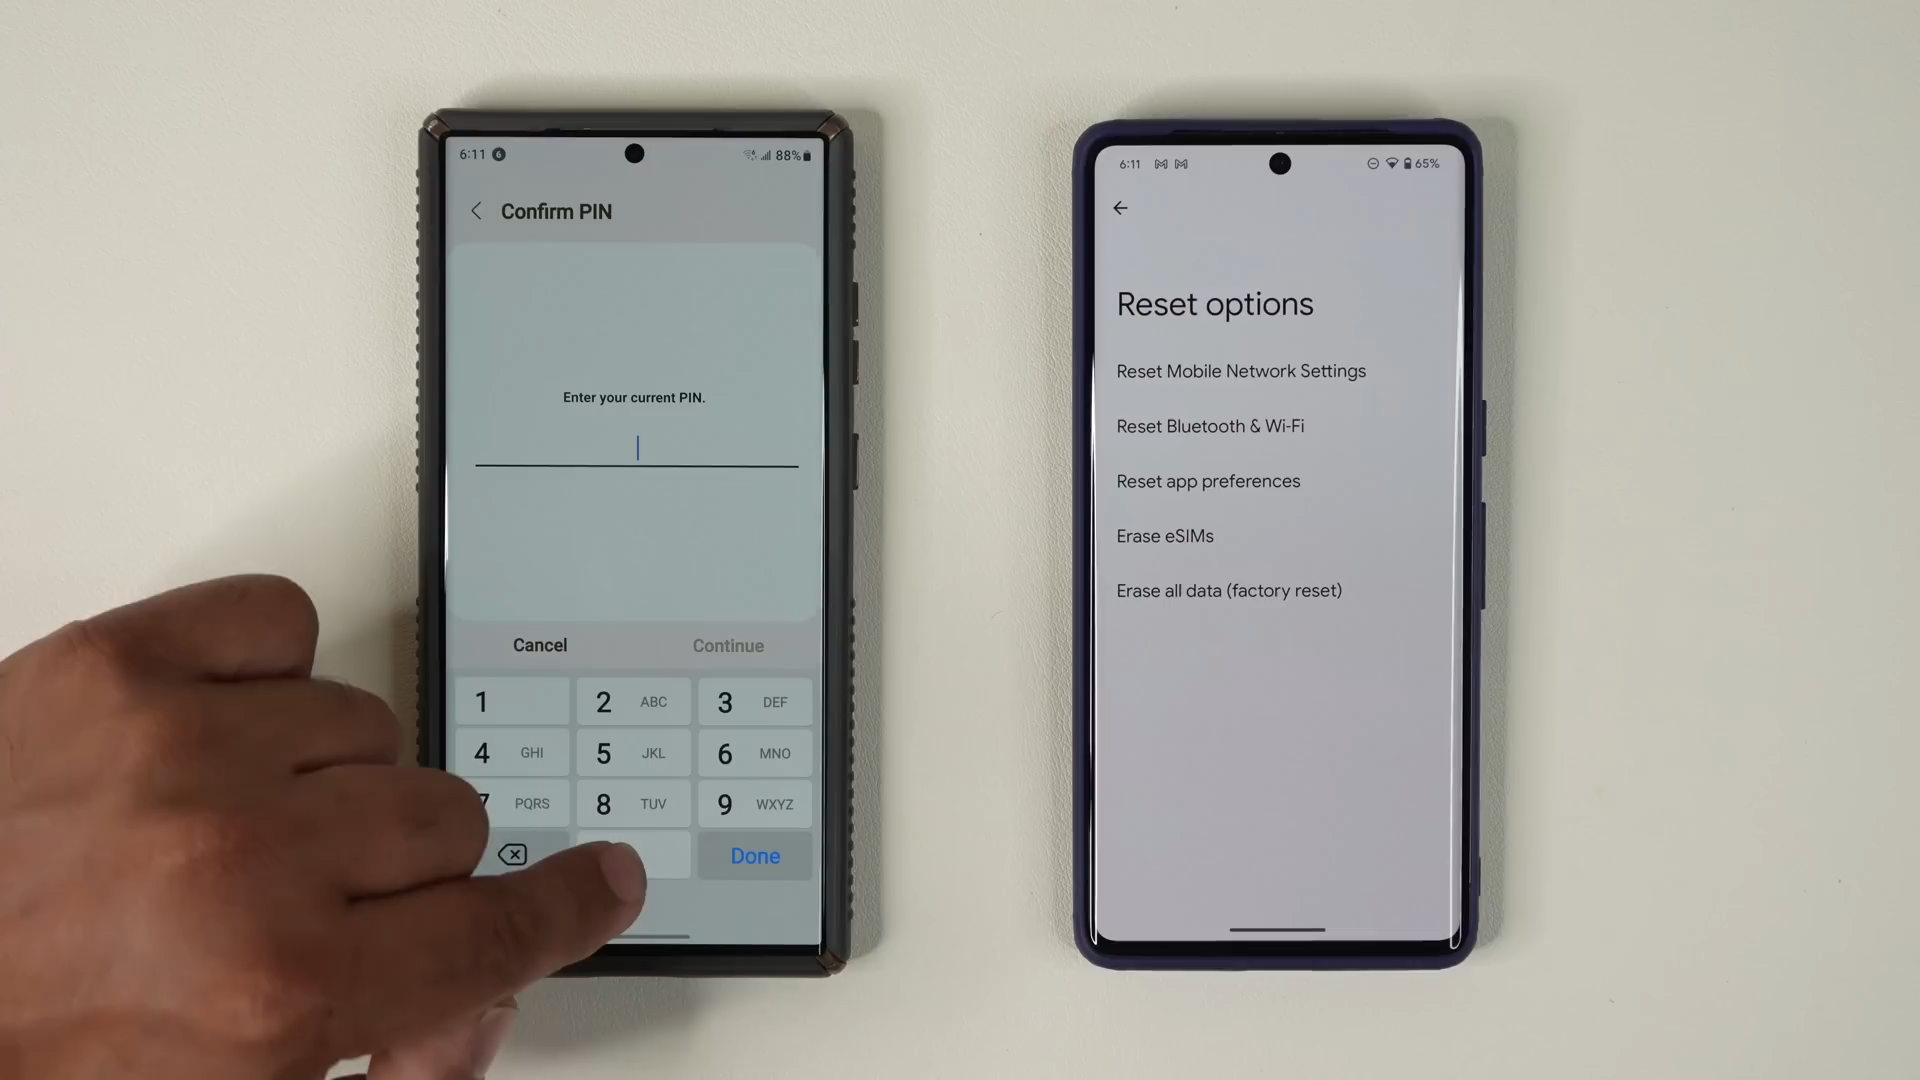 6:11 6 88%
Confirm PIN
Enter your current PIN.
Cancel Continue
1 2 ABC 3 DEF
4 GHI 5 JKL 6 MNO
7 PQRS 8 TUV 9 WXYZ
Done
6:11 65%
Reset options
Reset Mobile Network Settings
Reset Bluetooth & Wi-Fi
Reset app preferences
Erase eSIMs
Erase all data (factory reset)